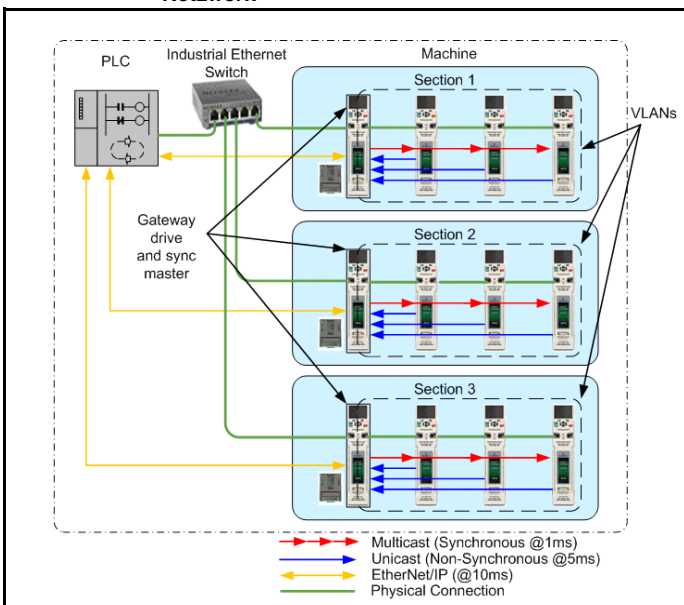 Netzwerk
PLC
Industrial Ethernet
Switch
Machine
Section 1
VLANs
Gateway
drive
and sync
master
Section 2
Section 3
Multicast (Synchronous @1ms)
Unicast (Non-Synchronous @5ms)
EtherNet/IP (@10ms)
Physical Connection